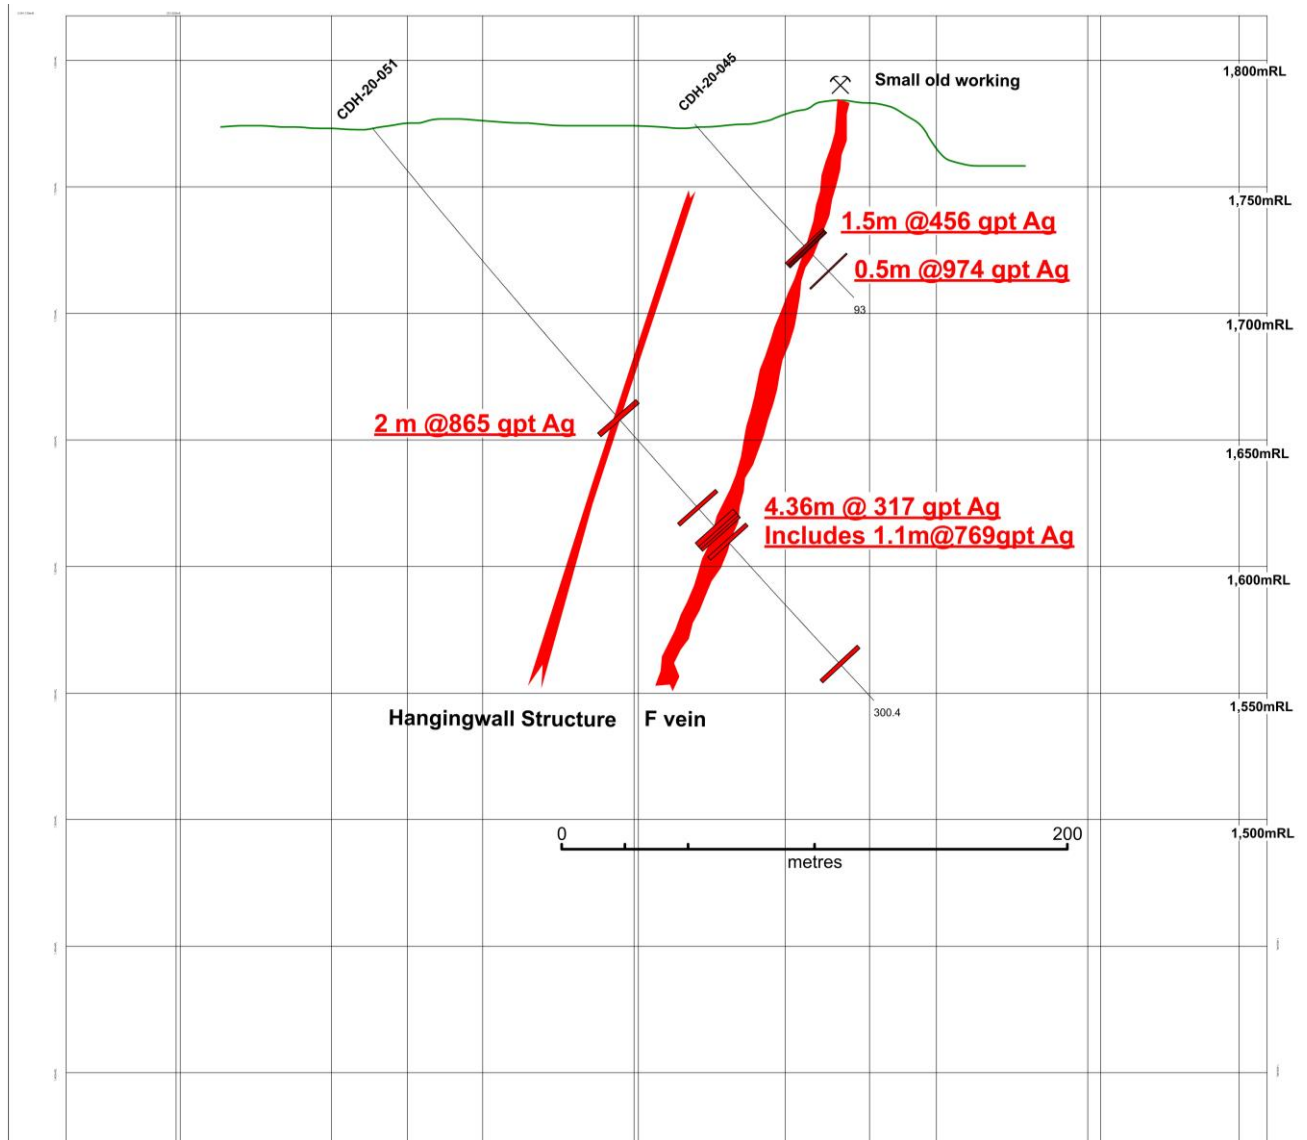 CDH-20-051
CDH-20-045
Small old working
1,800mRL
1,750mRL
1.5m @456 gpt Ag
0.5m @974 gpt Ag
93
1,700mRL
2 m @865 gpt Ag
1,650mRL
4.36m @ 317 gpt Ag
Includes 1.1m@769gpt Ag
1,600mRL
Hangingwall Structure
F vein
300.4
1,550mRL
0
200
metres
1,500mRL